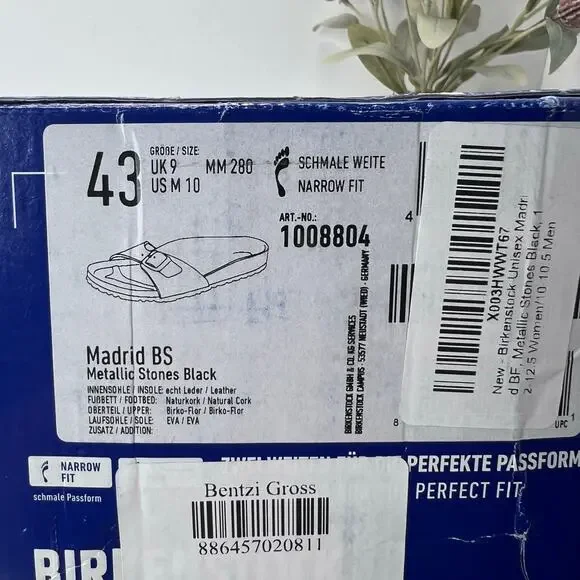 43
GRÖßE / SIZE:
UK 9 MM 280
US M 10
SCHMALE WEITE
NARROW FIT
ART.-NO.:
1008804
4
Madrid BS
Metallic Stones Black
INNENSOHLE / INSOLE: echt Leder / Leather
FUßBETT / FOOTBED: Naturkork / Natural Cork
OBERTEIL / UPPER: Birko-Flor / Birko-Flor
LAUFSOHLE / SOLE: EVA / EVA
ZUSATZ / ADDITION:
BIRKENSTOCK GMBH & CO. KG SERVICES
BIRKENSTOCK CAMPUS - 53577 NEUSTADT (WIED) - GERMANY
8
1
UPC
X003HWWT67
New - Birkenstock Unisex Madri
d BF, Metallic Stones Black, 1
2-12.5 Women/10-10.5 Men
NARROW
FIT
schmale Passform
PERFEKTE PASSFORM
PERFECT FIT
Bentzi Gross
886457020811